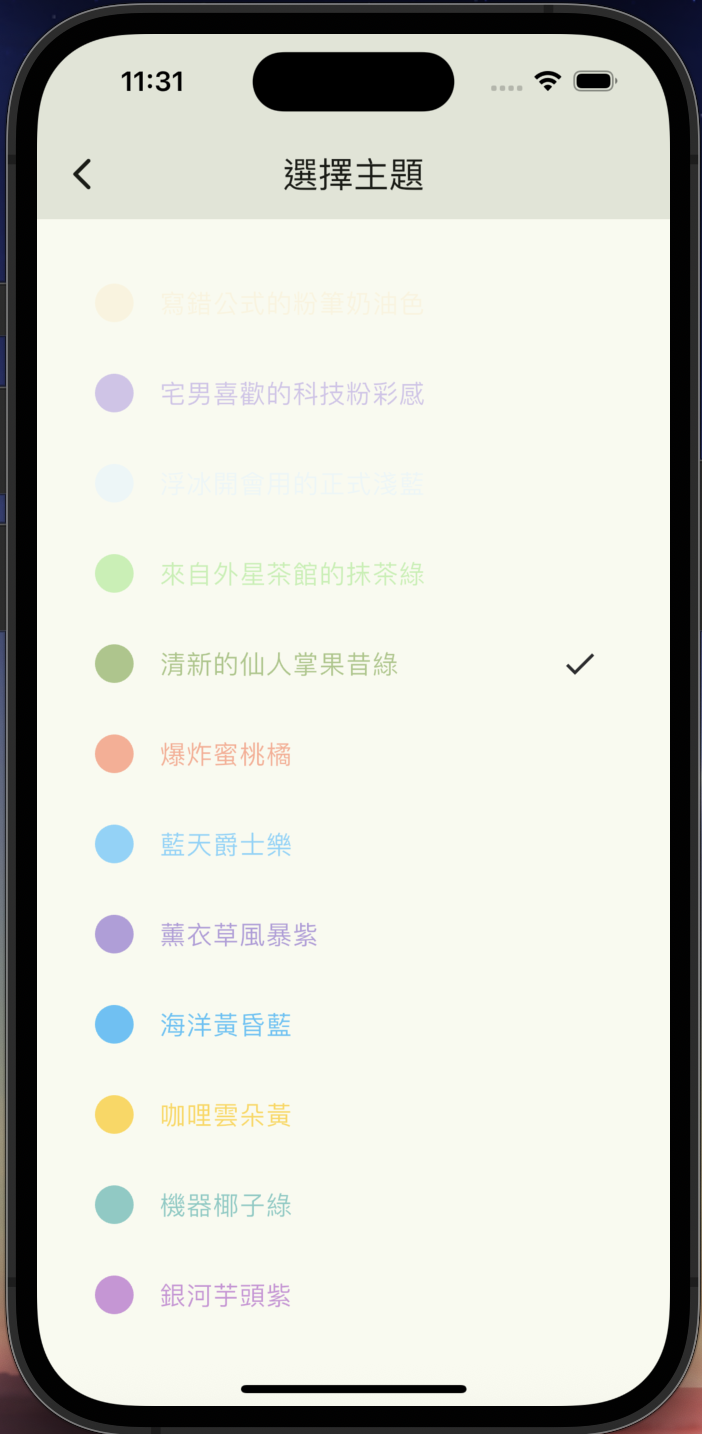 11:31
選擇主題
寫錯公式的粉筆奶油色
宅男喜歡的科技粉彩感
浮冰開會用的正式淺藍
來自外星茶館的抹茶綠
清新的仙人掌果昔綠
爆炸蜜桃橘
藍天爵士樂
薰衣草風暴紫
海洋黃昏藍
咖哩雲朵黃
機器椰子綠
銀河芋頭紫